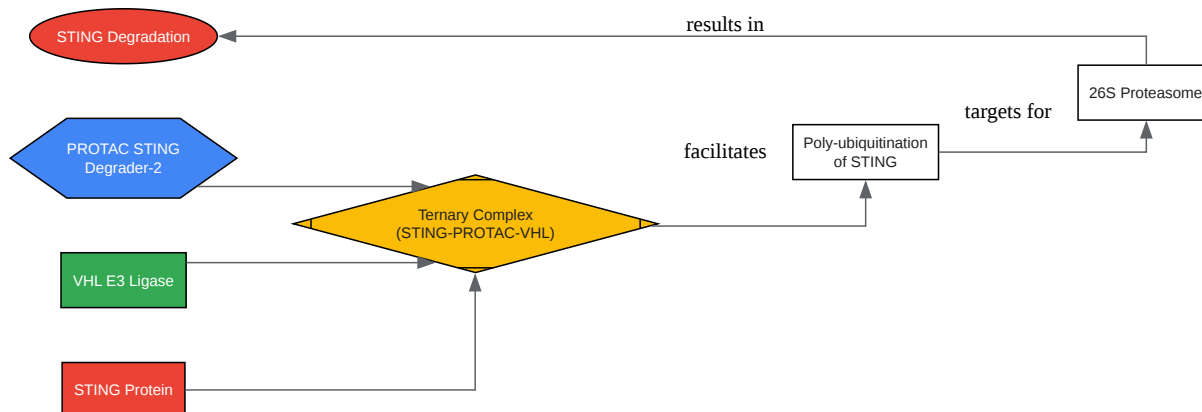 results in
STING Degradation
26S Proteasome
targets for
PROTAC STING
Degrader-2
facilitates
Poly-ubiquitination
of STING
Ternary Complex
(STING-PROTAC-VHL)
VHL E3 Ligase
STING Protein